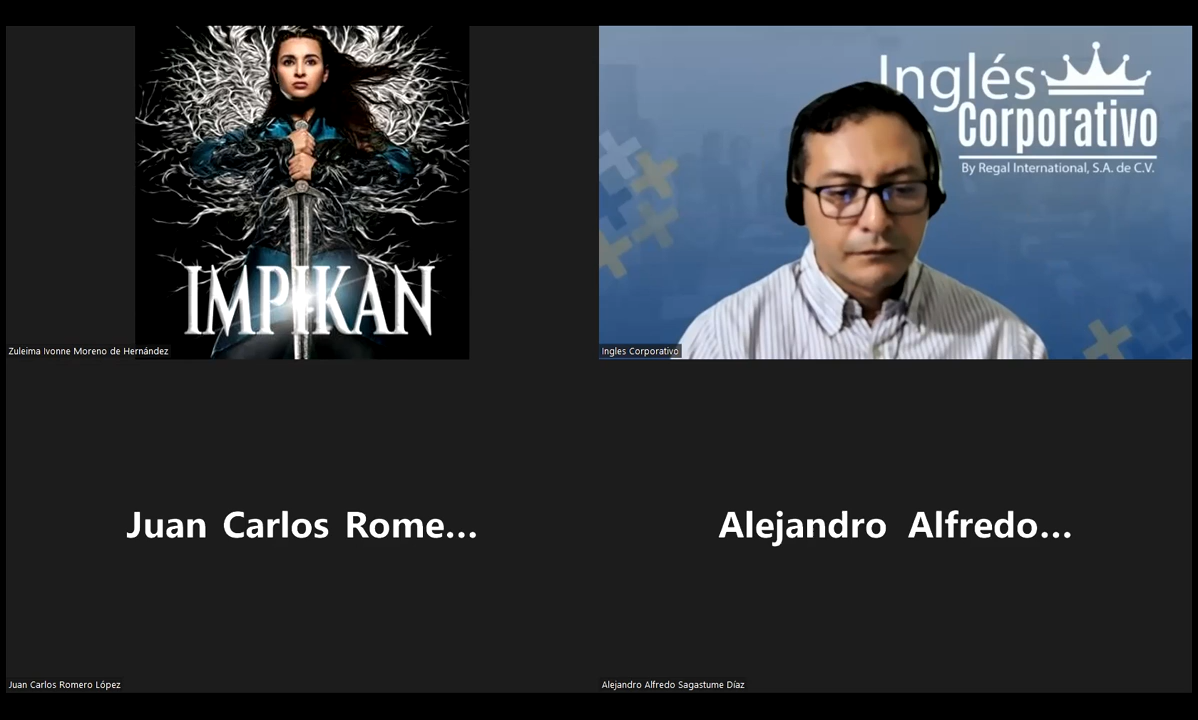 IMPIKAN
Zuleima Ivonne Moreno de Hernández
Inglés
Corporativo
By Regal International, S.A. de C.V.
Ingles Corporativo
Juan Carlos Rome...
Juan Carlos Romero López
Alejandro Alfredo...
Alejandro Alfredo Sagastume Díaz